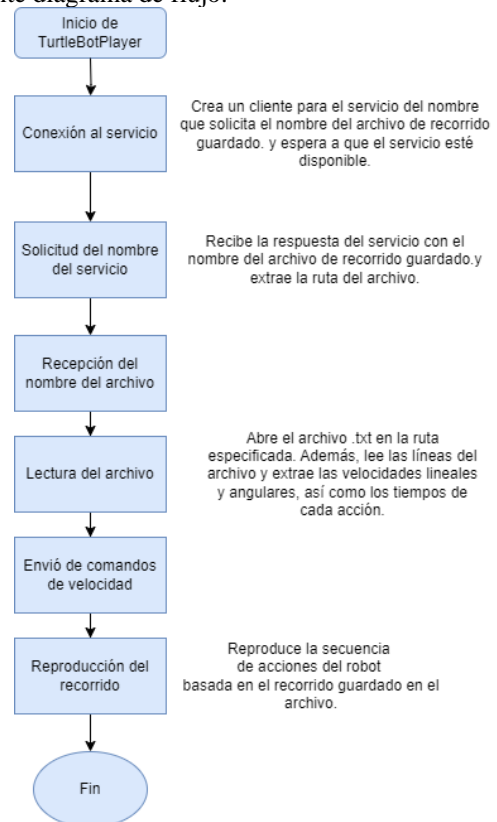 te diagrama de flujo:
Inicio de
TurtleBotPlayer
Conexión al servicio
Crea un cliente para el servicio del nombre
que solicita el nombre del archivo de recorrido
guardado. y espera a que el servicio esté
disponible.
Solicitud del nombre
del servicio
Recibe la respuesta del servicio con el
nombre del archivo de recorrido guardado.y
extrae la ruta del archivo.
Recepción del
nombre del archivo
Lectura del archivo
Abre el archivo .txt en la ruta
especificada. Además, lee las líneas del
archivo y extrae las velocidades lineales
y angulares, así como los tiempos de
cada acción.
Envió de comandos
de velocidad
Reproducción del
recorrido
Reproduce la secuencia
de acciones del robot
basada en el recorrido guardado en el
archivo.
Fin